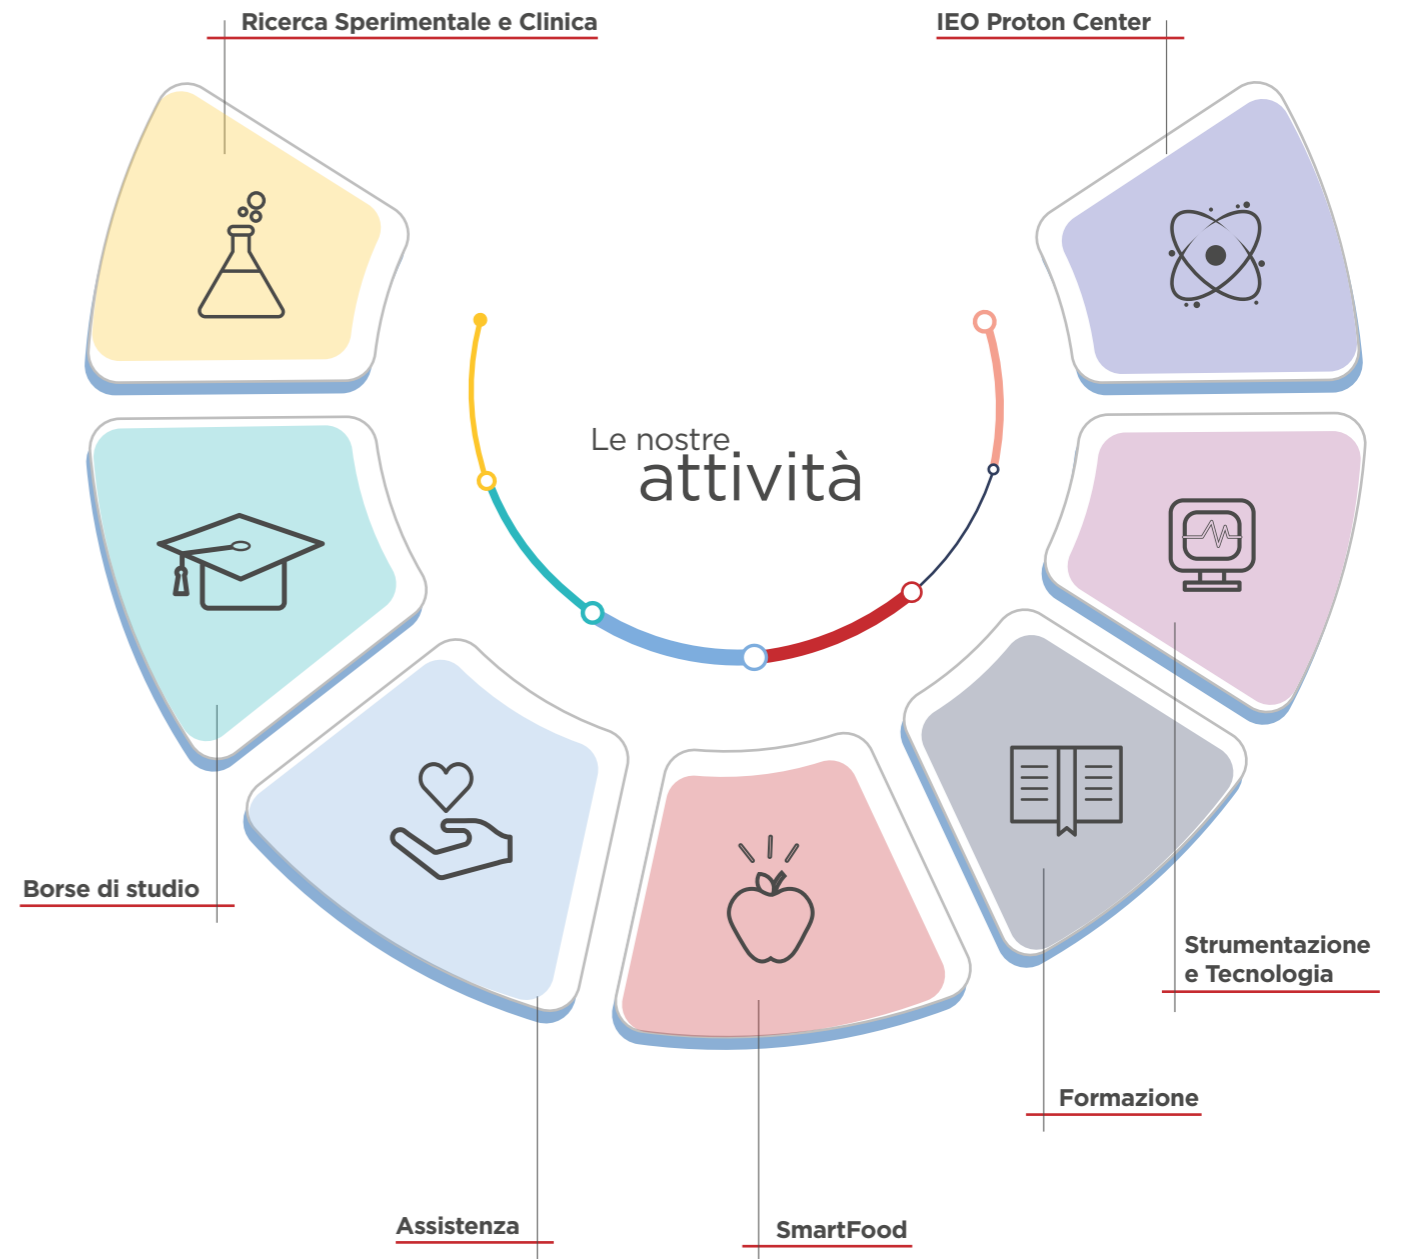 Ricerca Sperimentale e Clinica
IEO Proton Center
Le nostre
attività
Borse di studio
Strumentazione
e Tecnologia
Formazione
Assistenza
SmartFood